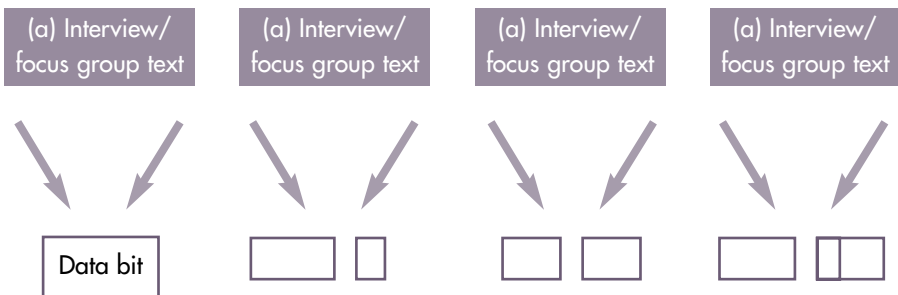 (a) Interview/
focus group text
(a) Interview/
focus group text
(a) Interview/
focus group text
(a) Interview/
focus group text
Data bit